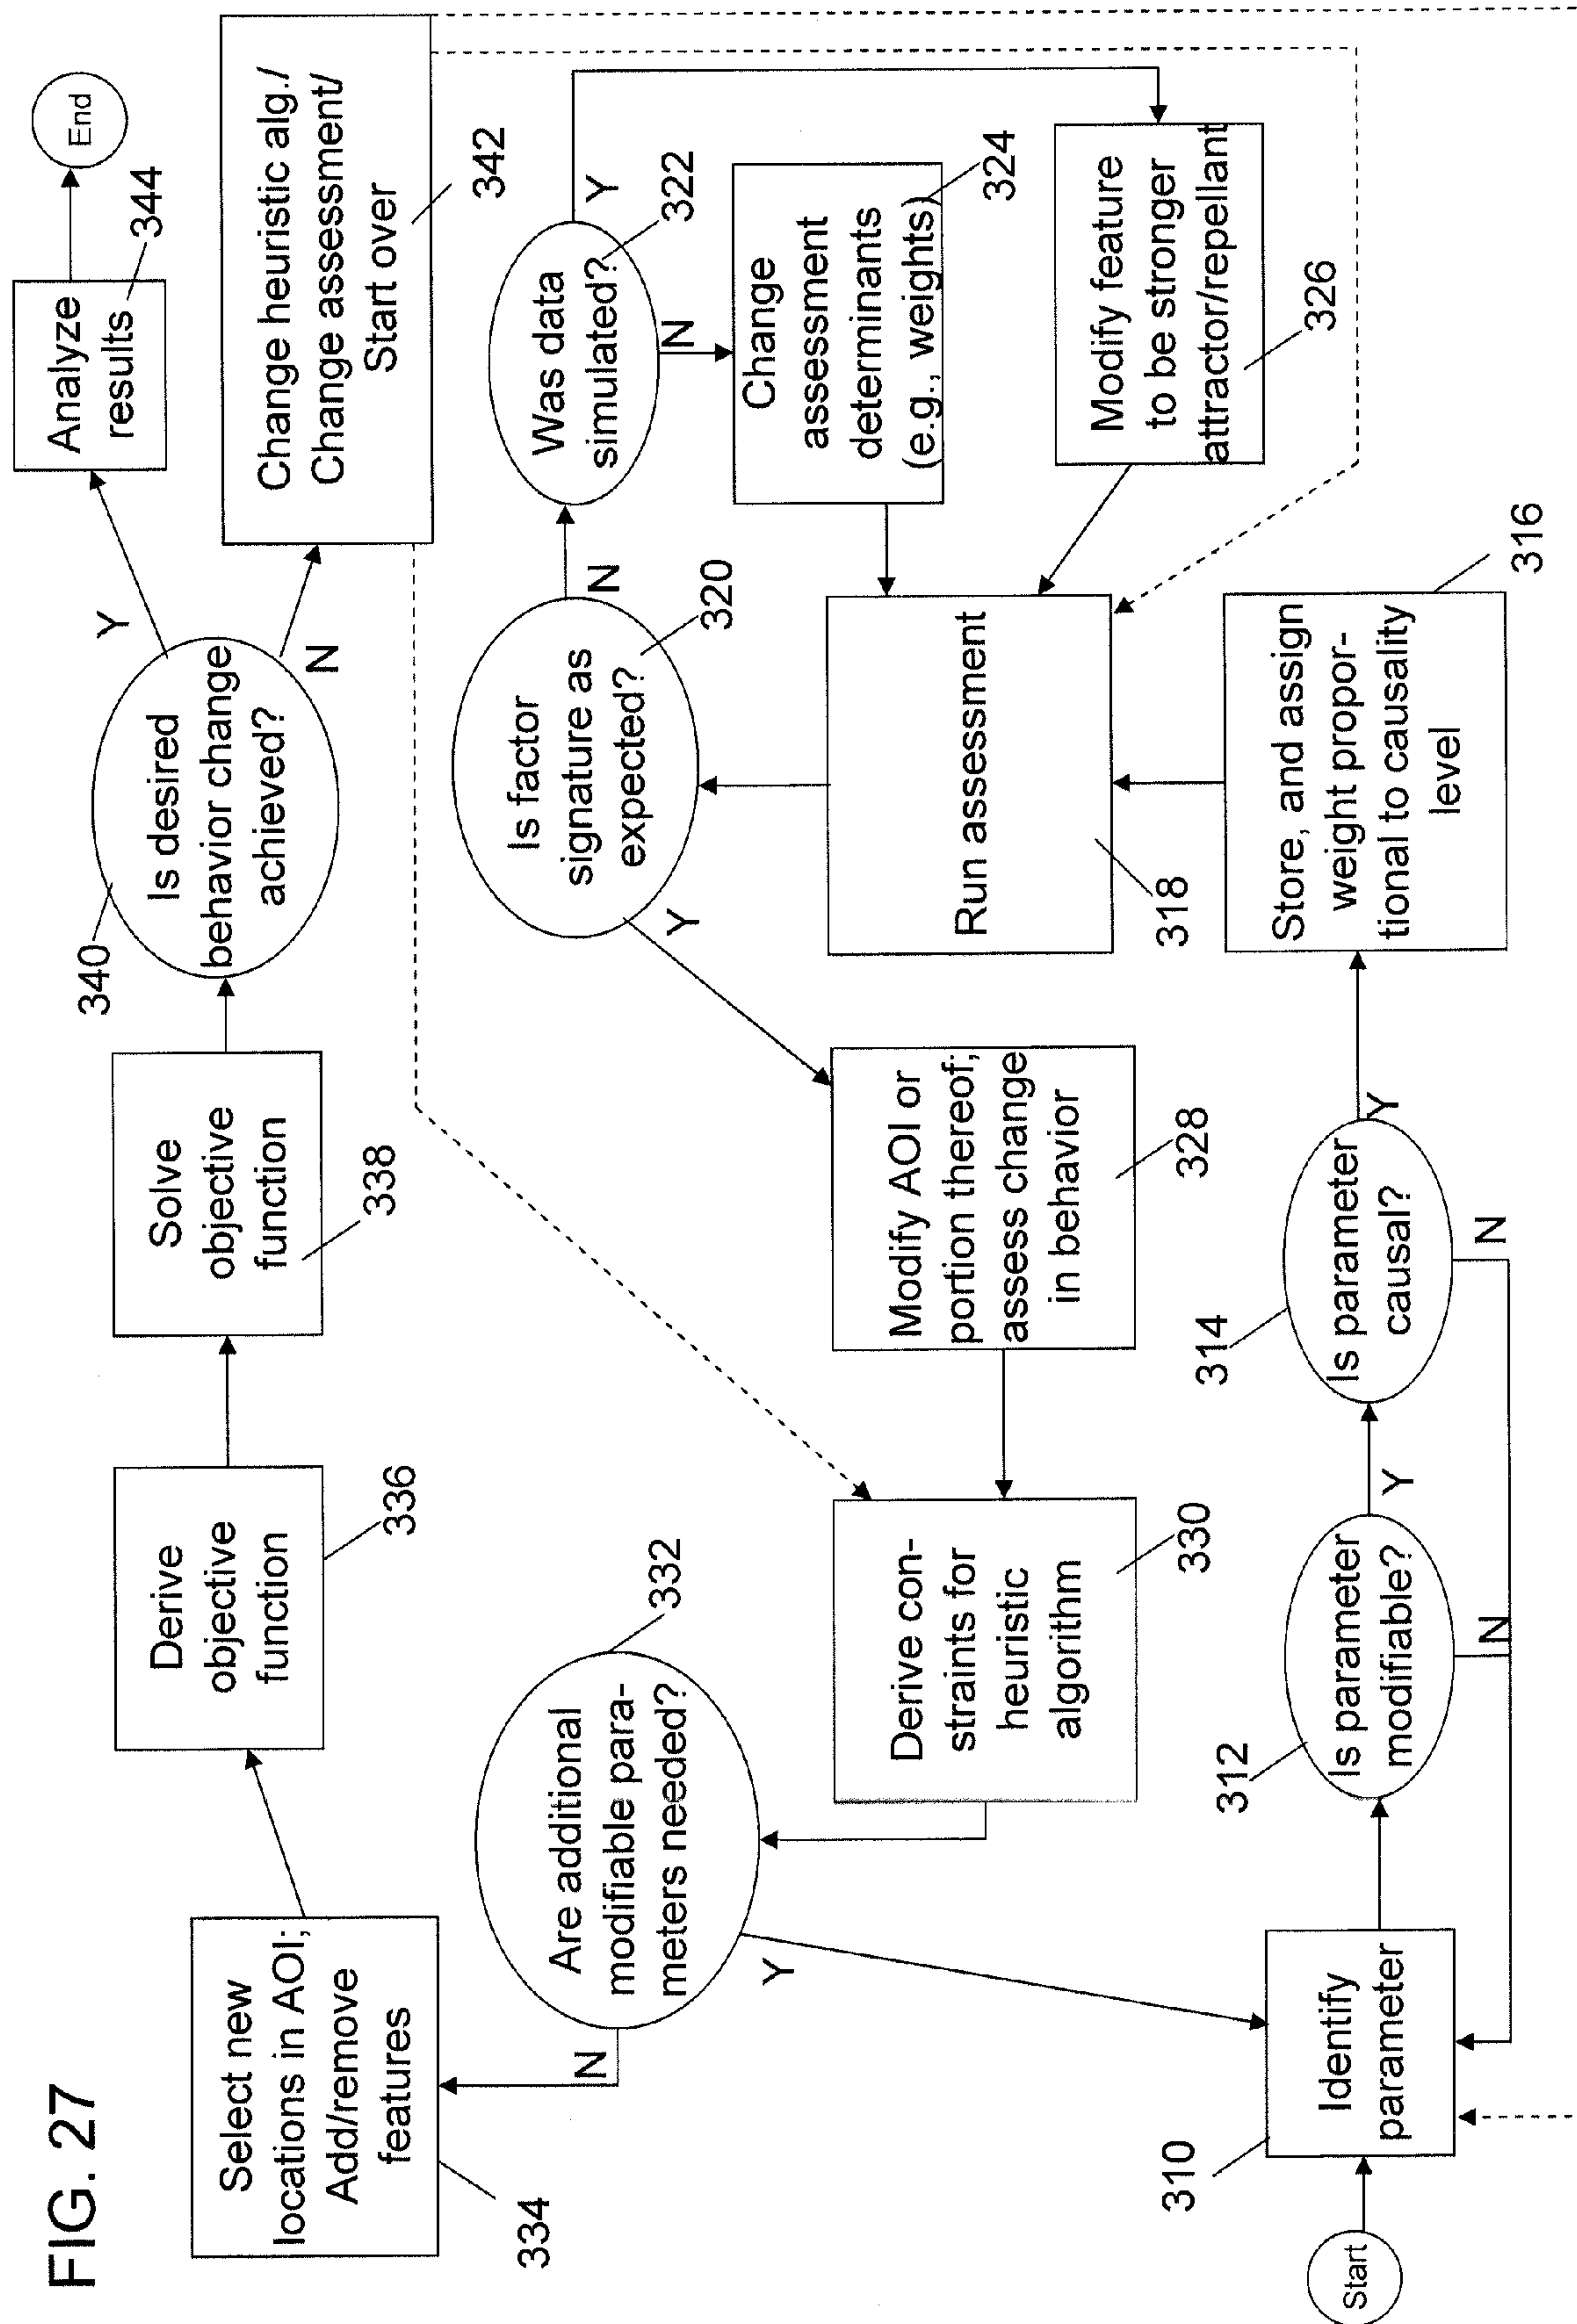 FIG. 27
Select new
locations in AOI;
Add/remove
features
334
Derive
objective
function
336
Solve
objective
function
338
340
Is desired
behavior change
achieved?
Y
N
Analyze
results
344
End
Change heuristic alg./
Change assessment/
Start over
342
Are additional
modifiable para-
meters needed?
332
N
Y
Is factor
signature as
expected?
320
N
Y
Was data
simulated?
322
Y
N
Change
assessment
determinants
(e.g., weights)
324
Modify feature
to be stronger
attractor/repellant
326
Derive con-
straints for
heuristic
algorithm
330
Modify AOI or
portion thereof;
assess change
in behavior
328
Run assessment
318
Start
310
Identify
parameter
312
Is parameter
modifiable?
Y
N
314
Is parameter
causal?
Y
N
Store, and assign
weight propor-
tional to causality
level
316